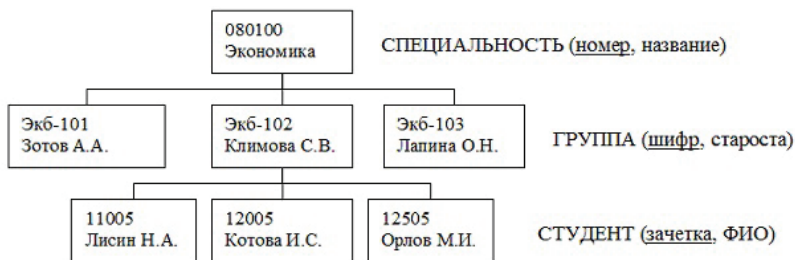 080100
Экономика
СПЕЦИАЛЬНОСТЬ (номер, название)
Экб-101
Зотов А.А.
Экб-102
Климова С.В.
Экб-103
Лапина О.Н.
ГРУППА (шифр, староста)
11005
Лисин Н.А.
12005
Котова И.С.
12505
Орлов М.И.
СТУДЕНТ (зачетка, ФИО)